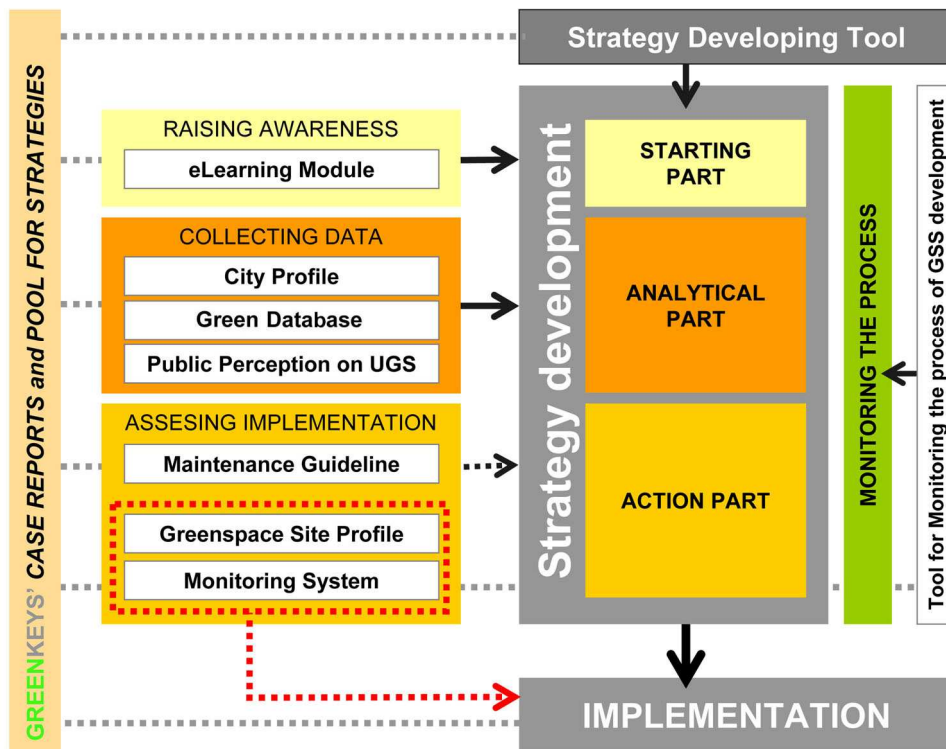 GREENKEYS' CASE REPORTS and POOL FOR STRATEGIES
Strategy Developing Tool
RAISING AWARENESS
eLearning Module
COLLECTING DATA
City Profile
Green Database
Public Perception on UGS
ASSESING IMPLEMENTATION
Maintenance Guideline
Greenspace Site Profile
Monitoring System
Strategy development
STARTING
PART
ANALYTICAL
PART
ACTION PART
MONITORING THE PROCESS
Tool for Monitoring the process of GSS development
IMPLEMENTATION